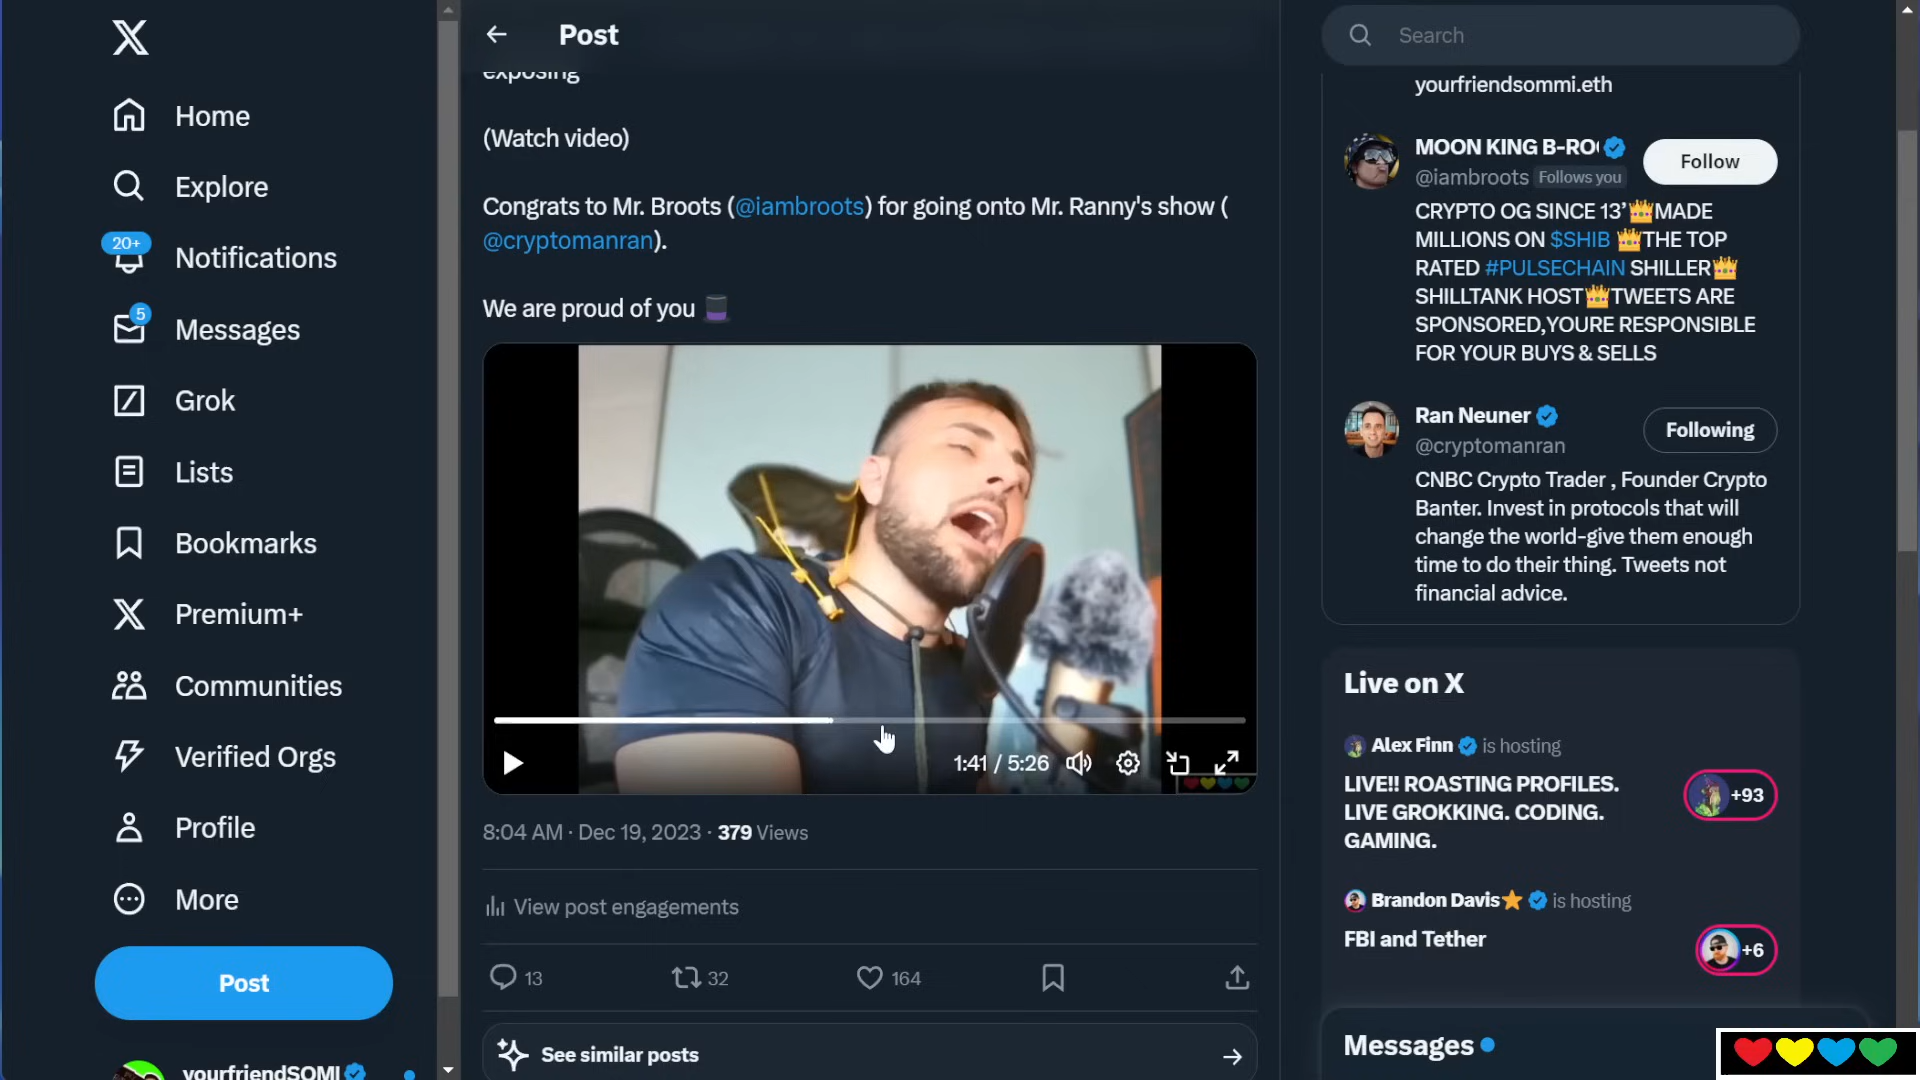 Home
Explore
20+
Notifications
5
Messages
Grok
Lists
Bookmarks
Premium+
Communities
Verified Orgs
Profile
More
Post
yourfriendSOMI
Post
exposing
(Watch video)
Congrats to Mr. Broots (@iambroots) for going onto Mr. Ranny's show (
@cryptomanran).
We are proud of you
1:41 / 5:26
8:04 AM · Dec 19, 2023 · 379 Views
View post engagements
13
32
164
See similar posts
Search
yourfriendsommi.eth
MOON KING B-RO
Follow
@iambroots Follows you
CRYPTO OG SINCE 13'👑MADE
MILLIONS ON $SHIB 👑THE TOP
RATED #PULSECHAIN SHILLER👑
SHILLTANK HOST👑TWEETS ARE
SPONSORED,YOURE RESPONSIBLE
FOR YOUR BUYS & SELLS
Ran Neuner
Following
@cryptomanran
CNBC Crypto Trader , Founder Crypto
Banter. Invest in protocols that will
change the world-give them enough
time to do their thing. Tweets not
financial advice.
Live on X
Alex Finn is hosting
LIVE!! ROASTING PROFILES.
LIVE GROKKING. CODING.
GAMING.
+93
Brandon Davis⭐ is hosting
FBI and Tether
+6
Messages